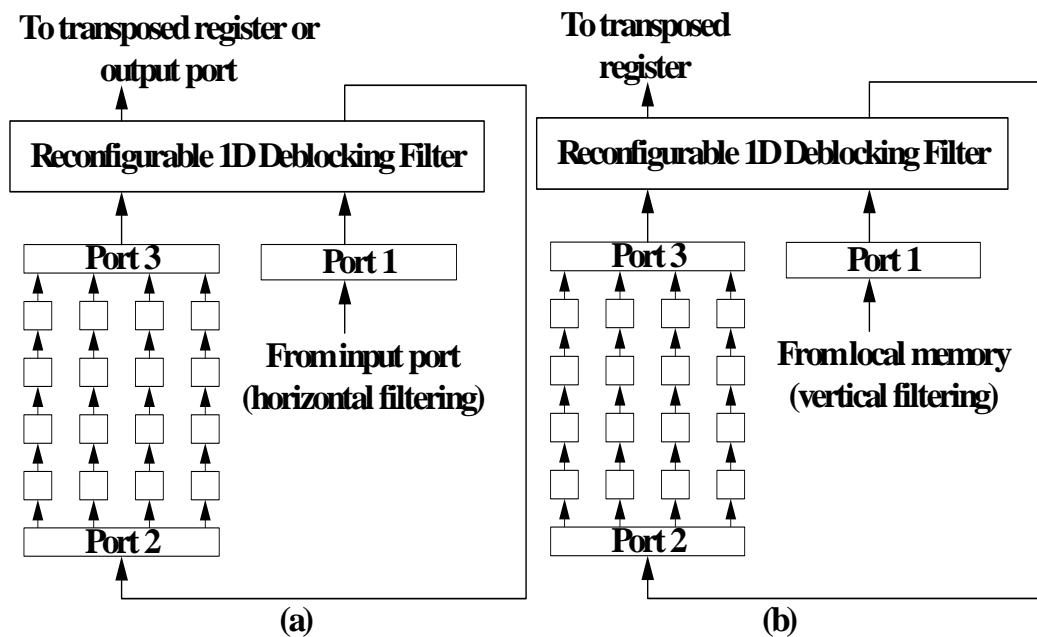 To transposed register or
output port
Reconfigurable 1D Deblocking Filter
Port 3
Port 1
From input port
(horizontal filtering)
Port 2
(a)
To transposed
register
Reconfigurable 1D Deblocking Filter
Port 3
Port 1
From local memory
(vertical filtering)
Port 2
(b)